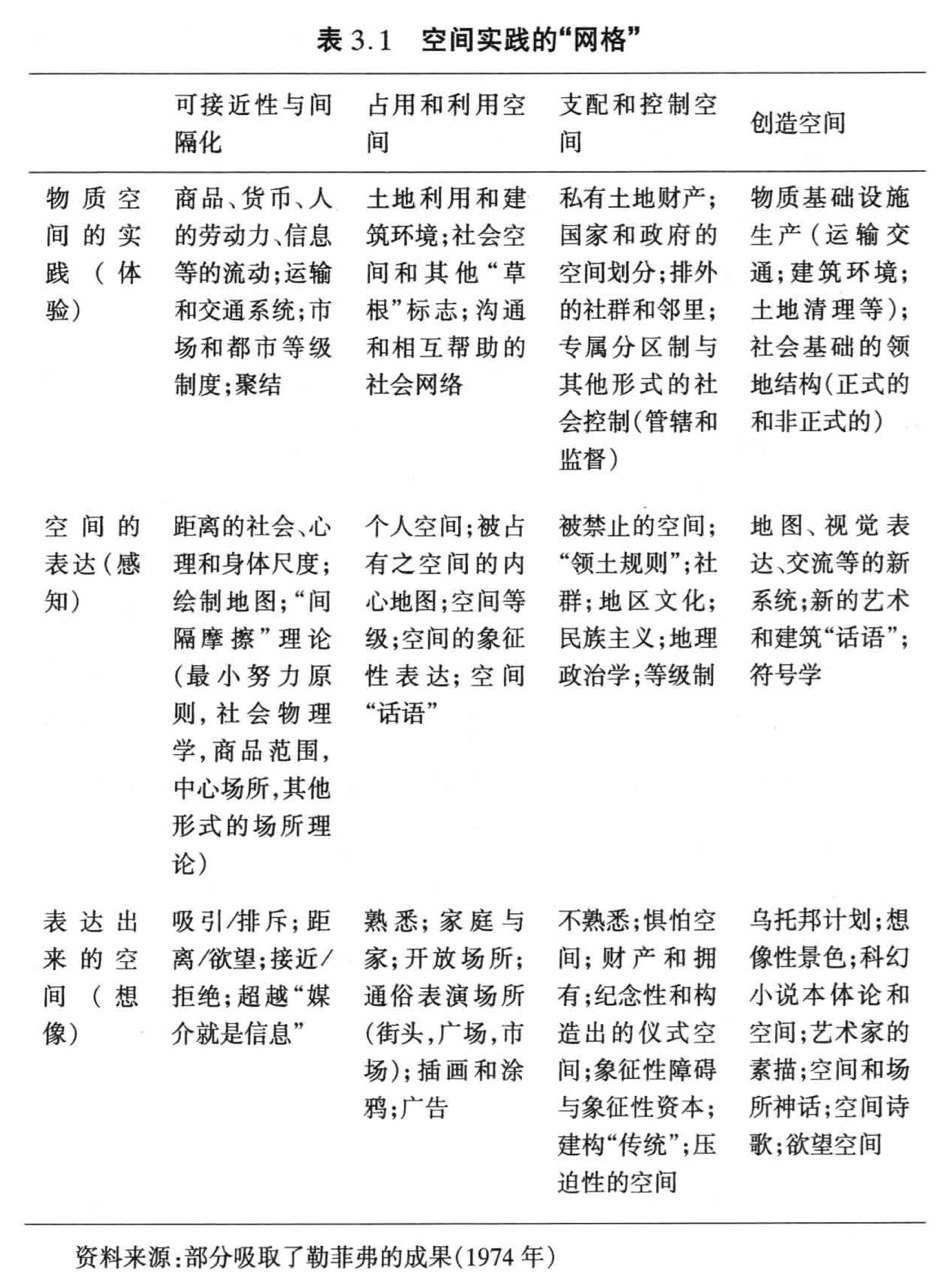 表 3.1 空间实践的“网格”
可接近性与间
隔化
占用和利用空
间
支配和控制空
间
创造空间
物质空
间的实
践(体
验)
商品、货币、人
的劳动力、信息
等的流动;运输
和交通系统;市
场和都市等级
制度;聚结
土地利用和建
筑环境;社会空
间和其他“草
根”标志;沟通
和相互帮助的
社会网络
私有土地财产;
国家和政府的
空间划分;排外
的社群和邻里;
专属分区制与
其他形式的社
会控制(管辖和
监督)
物质基础设施
生产(运输交
通;建筑环境;
土地清理等);
社会基础的领
地结构(正式的
和非正式的)
空间的
表达(感
知)
距离的社会、心
理和身体尺度;
绘制地图;“间
隔摩擦”理论
(最小努力原
则,社会物理
学,商品范围,
中心场所,其他
形式的场所理
论)
个人空间;被占
有之空间的内
心地图;空间等
级;空间的象征
性表达;空间
“话语”
被禁止的空间;
“领土规则”;社
群;地区文化;
民族主义;地理
政治学;等级制
地图、视觉表
达、交流等的新
系统;新的艺术
和建筑“话语”;
符号学
表达出
来的空
间(想
像)
吸引/排斥;距
离/欲望;接近/
拒绝;超越“媒
介就是信息”
熟悉;家庭与
家;开放场所;
通俗表演场所
(街头,广场,市
场);插画和涂
鸦;广告
不熟悉;惧怕空
间;财产和拥
有;纪念性和构
造出的仪式空
间;象征性障碍
与象征性资本;
建构“传统”;压
迫性的空间
乌托邦计划;想
像性景色;科幻
小说本体论和
空间;艺术家的
素描;空间和场
所神话;空间诗
歌;欲望空间
资料来源:部分吸取了勒菲弗的成果(1974年)